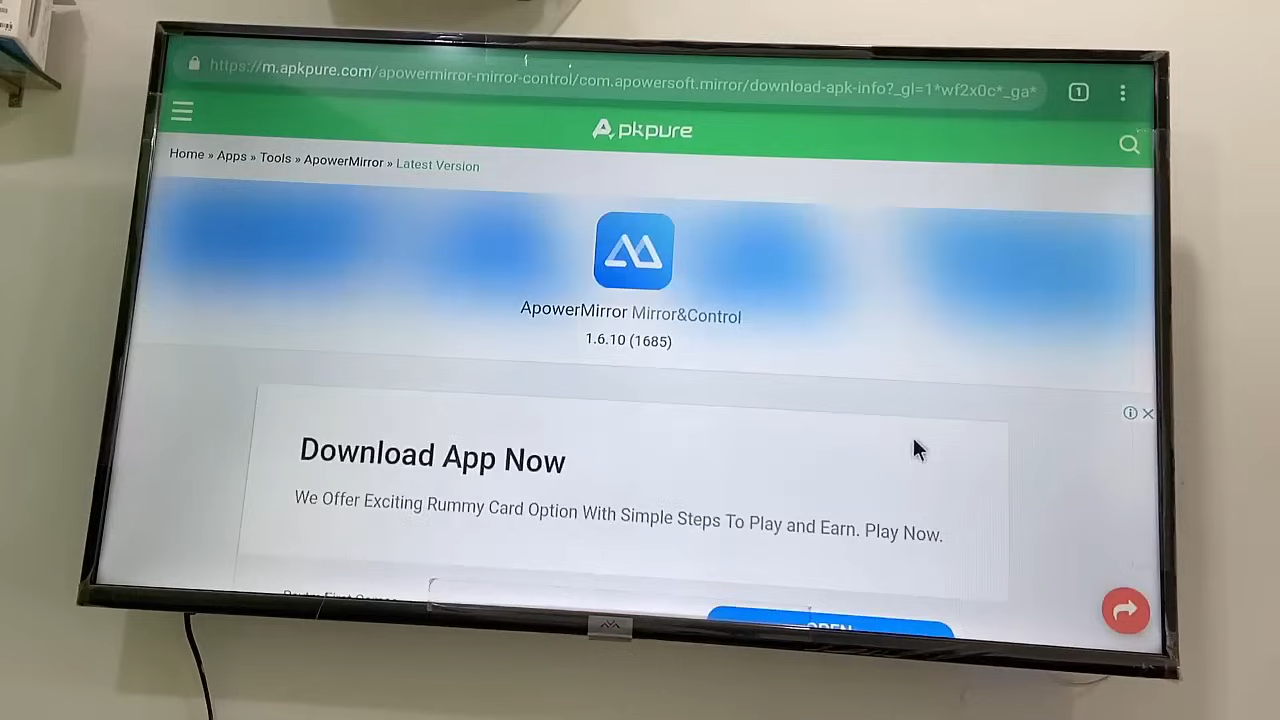 https://m.apkpure.com/apowermirror-mirror-control/com.apowersoft.mirror/download-apk-info?_gl=1*wf2x0c*_ga*
1
Apkpure
Home » Apps » Tools » ApowerMirror » Latest Version
ApowerMirror Mirror&Control
1.6.10 (1685)
Download App Now
We Offer Exciting Rummy Card Option With Simple Steps To Play and Earn. Play Now.
OPEN